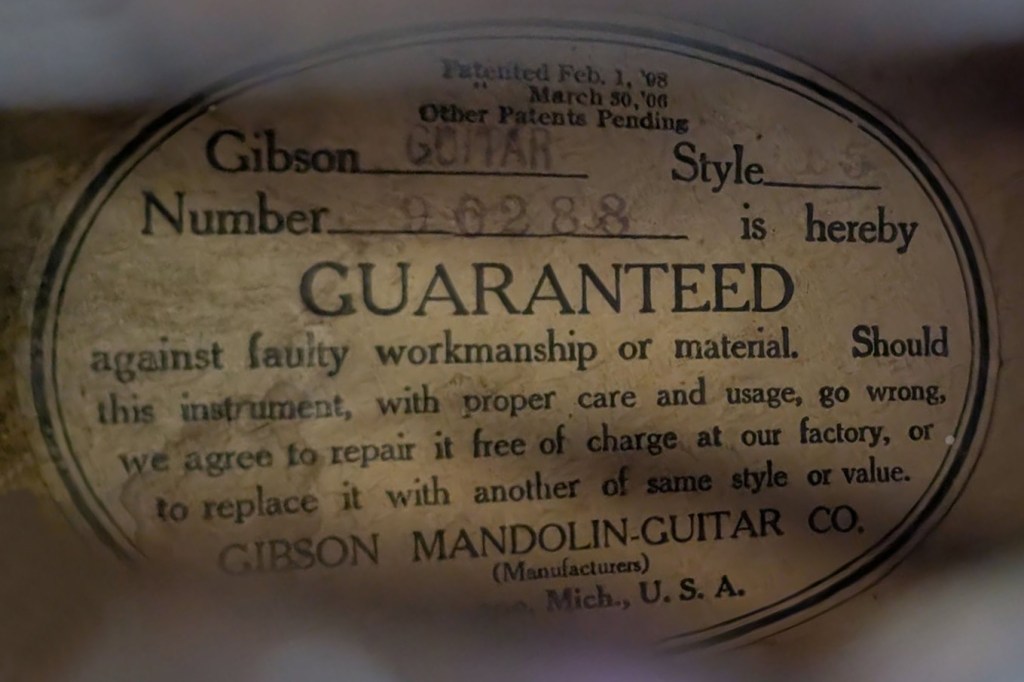 Patented Feb. 1, '98
March 30, '06
Other Patents Pending
Gibson GUITAR Style
Number 96288 is hereby
GUARANTEED
against faulty workmanship or material. Should
this instrument, with proper care and usage, go wrong,
we agree to repair it free of charge at our factory, or
to replace it with another of same style or value.
GIBSON MANDOLIN-GUITAR CO.
(Manufacturers)
Mich., U. S. A.